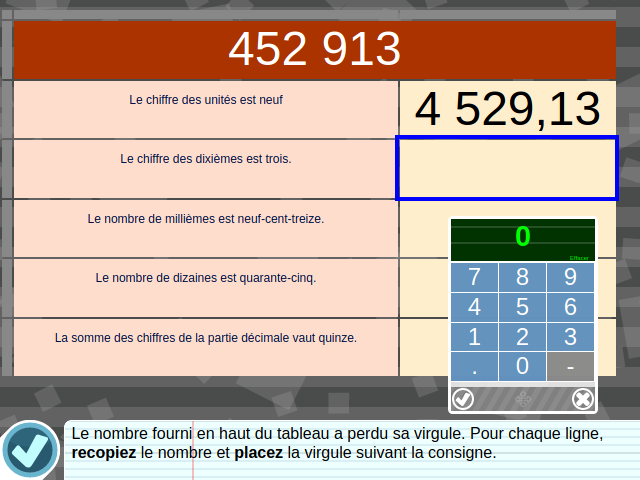 452 913
Le chiffre des unités est neuf
4 529,13
Le chiffre des dixièmes est trois.
Le nombre de millièmes est neuf-cent-treize.
0
Effacer
7 8 9
4 5 6
1 2 3
. 0 -
Le nombre de dizaines est quarante-cinq.
La somme des chiffres de la partie décimale vaut quinze.
Le nombre fourni en haut du tableau a perdu sa virgule. Pour chaque ligne,
recopiez le nombre et placez la virgule suivant la consigne.